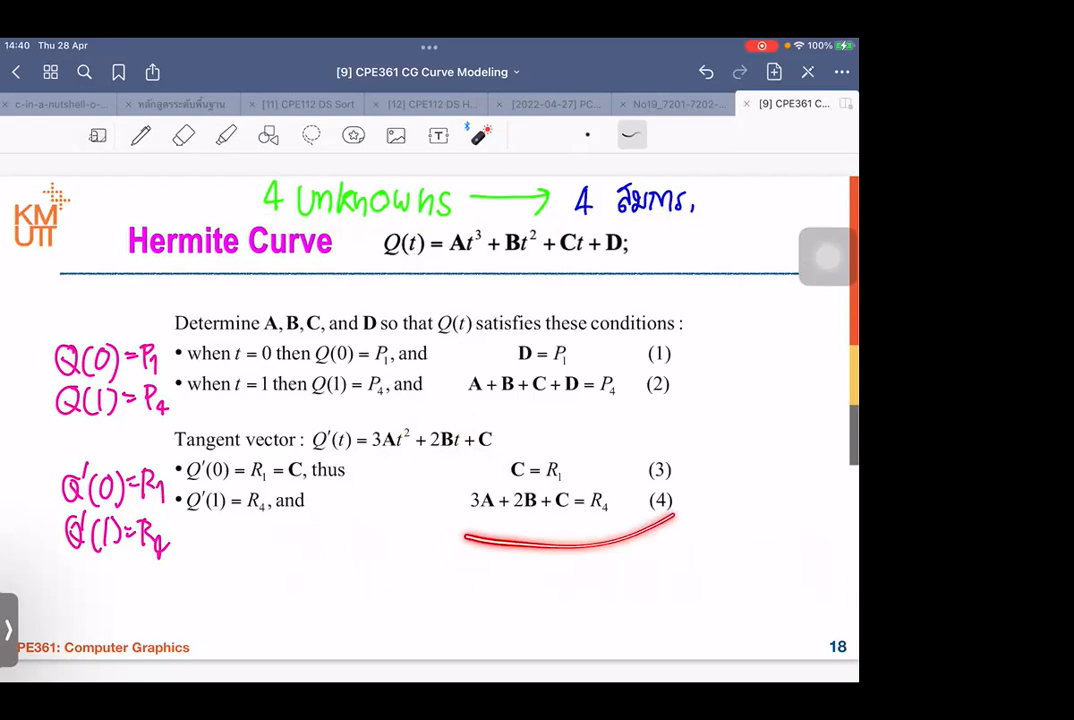 14:40 Thu 28 Apr
100%
[9] CPE361 CG Curve Modeling
c-in-a-nutshell-o-...
หลักสูตรระดับพื้นฐาน
[11] CPE112 DS Sort
[12] CPE112 DS H...
[2022-04-27] PC...
No19_7201-7202-...
[9] CPE361 C...
4 Unknowns → 4 สมการ,
KMUTT
Hermite Curve Q(t) = At³ + Bt² + Ct + D;
Determine A, B, C, and D so that Q(t) satisfies these conditions :
Q(0)=P₁
• when t = 0 then Q(0) = P₁, and D = P₁ (1)
Q(1)=P₄
• when t = 1 then Q(1) = P₄, and A + B + C + D = P₄ (2)
Tangent vector : Q′(t) = 3At² + 2Bt + C
Q′(0)=R₁
• Q′(0) = R₁ = C, thus C = R₁ (3)
Q′(1)=R₄
• Q′(1) = R₄, and 3A + 2B + C = R₄ (4)
PE361: Computer Graphics
18